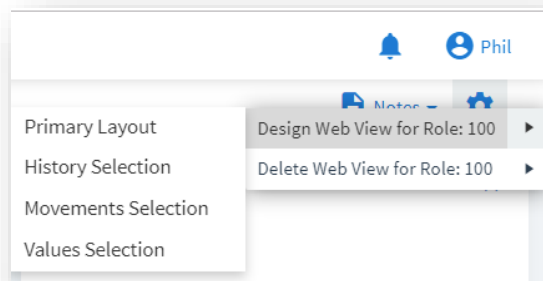 Phil
Notes
Primary Layout
History Selection
Movements Selection
Values Selection
Design Web View for Role: 100
Delete Web View for Role: 100